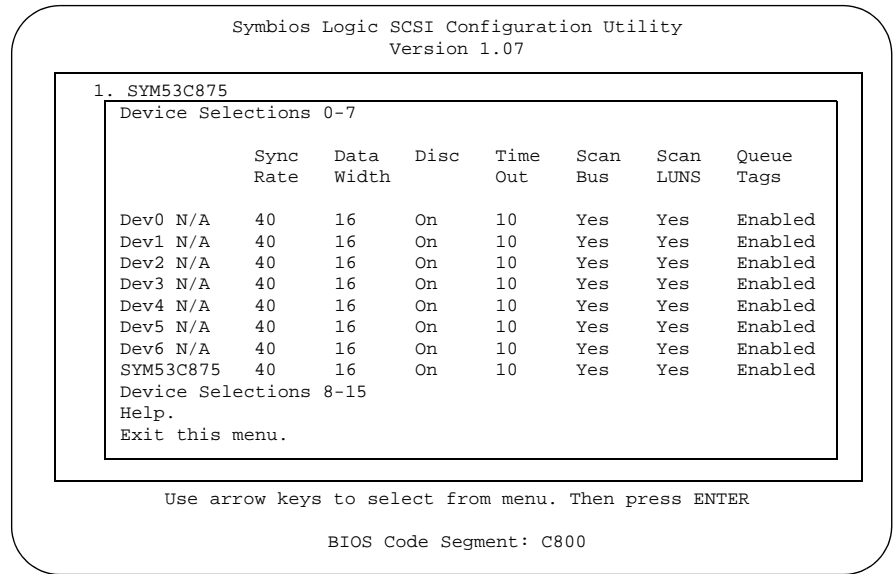 Symbios Logic SCSI Configuration Utility
Version 1.07
1. SYM53C875
Device Selections 0-7
Sync Data Disc Time Scan Scan Queue
Rate Width Out Bus LUNS Tags
Dev0 N/A 40 16 On 10 Yes Yes Enabled
Dev1 N/A 40 16 On 10 Yes Yes Enabled
Dev2 N/A 40 16 On 10 Yes Yes Enabled
Dev3 N/A 40 16 On 10 Yes Yes Enabled
Dev4 N/A 40 16 On 10 Yes Yes Enabled
Dev5 N/A 40 16 On 10 Yes Yes Enabled
Dev6 N/A 40 16 On 10 Yes Yes Enabled
SYM53C875 40 16 On 10 Yes Yes Enabled
Device Selections 8-15
Help.
Exit this menu.
Use arrow keys to select from menu. Then press ENTER
BIOS Code Segment: C800